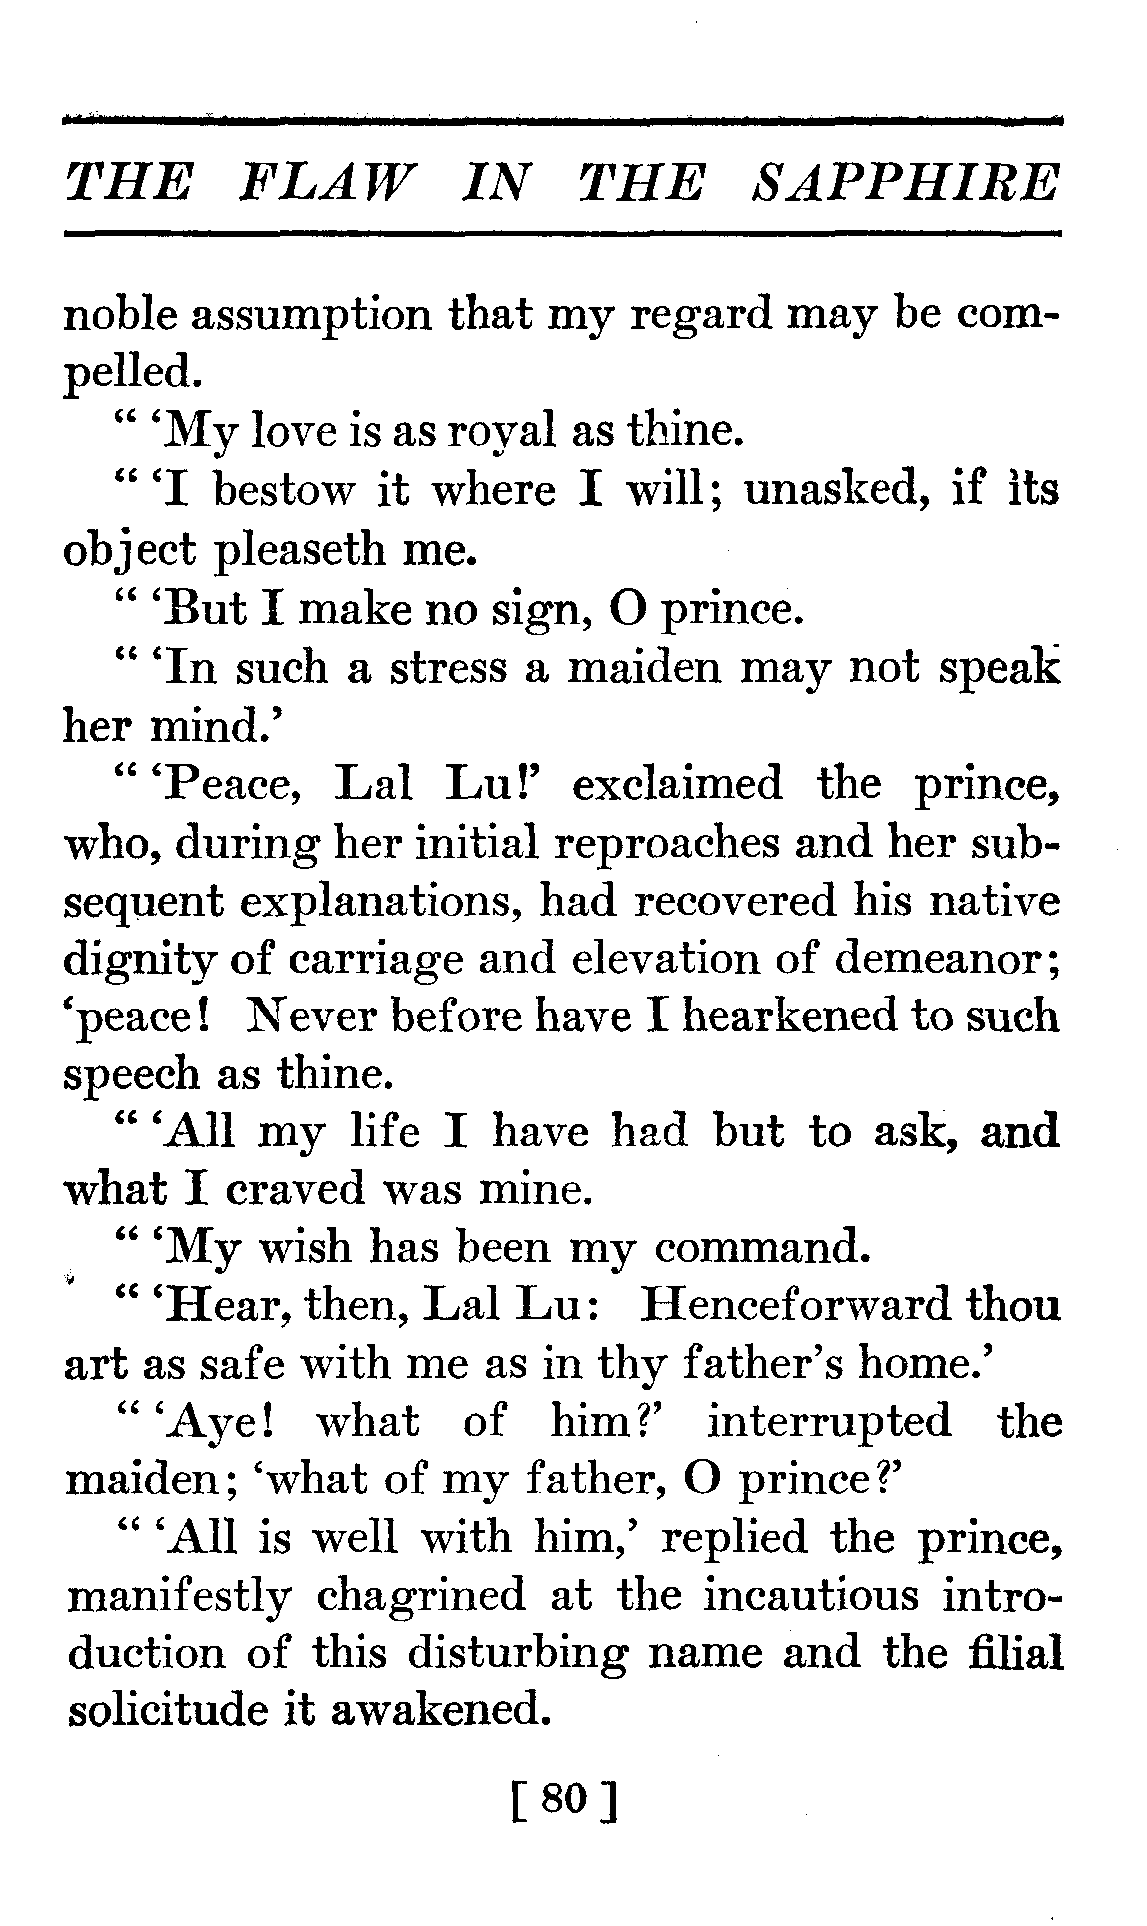 THE FLAW IN THE SAPPHIRE
noble assumption that my regard may be com-
pelled.
“ ‘My love is as royal as thine.
“ ‘I bestow it where I will; unasked, if its
object pleaseth me.
“ ‘But I make no sign, O prince.
“ ‘In such a stress a maiden may not speak
her mind.’
“ ‘Peace, Lal Lu!’ exclaimed the prince,
who, during her initial reproaches and her sub-
sequent explanations, had recovered his native
dignity of carriage and elevation of demeanor;
‘peace! Never before have I hearkened to such
speech as thine.
“ ‘All my life I have had but to ask, and
what I craved was mine.
“ ‘My wish has been my command.
“ ‘Hear, then, Lal Lu: Henceforward thou
art as safe with me as in thy father’s home.’
“ ‘Aye! what of him?’ interrupted the
maiden; ‘what of my father, O prince?’
“ ‘All is well with him,’ replied the prince,
manifestly chagrined at the incautious intro-
duction of this disturbing name and the filial
solicitude it awakened.
[ 80 ]